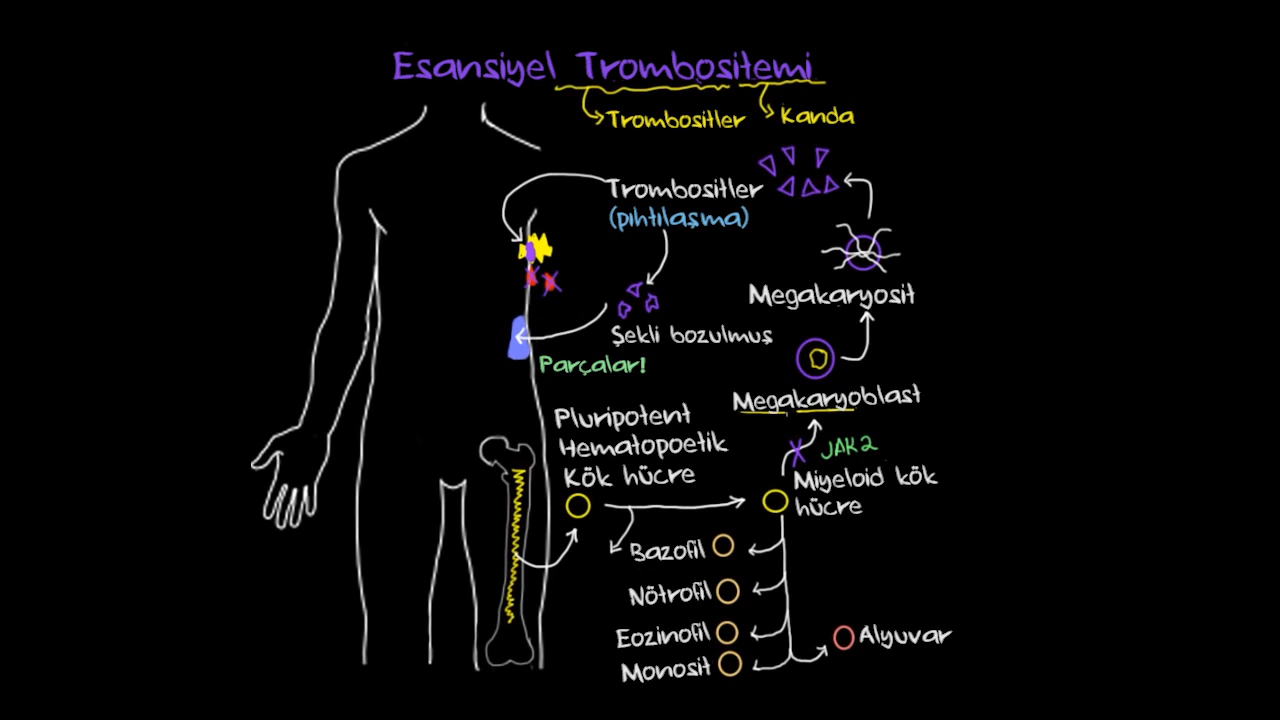 Esansiyel Trombositemi
Trombositler
Kanda
Trombositler
(pıhtılaşma)
Megakaryosit
Şekli bozulmuş
Parçalar!
Megakaryoblast
Pluripotent
Hematopoetik
Kök hücre
JAK2
Miyeloid kök
hücre
Bazofil
Nötrofil
Eozinofil
Alyuvar
Monosit